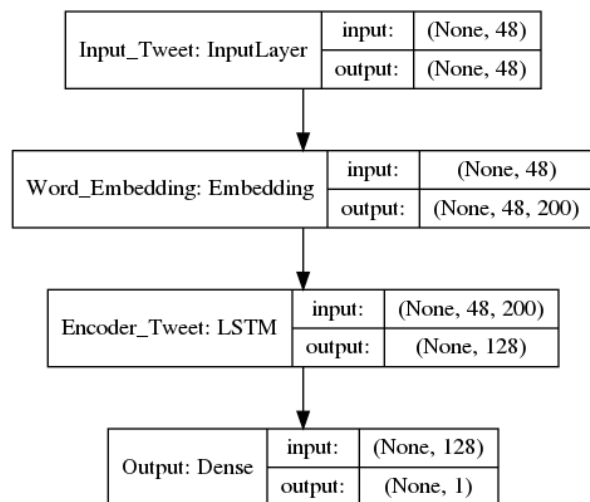 Input_Tweet: InputLayer
input: (None, 48)
output: (None, 48)
Word_Embedding: Embedding
input: (None, 48)
output: (None, 48, 200)
Encoder_Tweet: LSTM
input: (None, 48, 200)
output: (None, 128)
Output: Dense
input: (None, 128)
output: (None, 1)